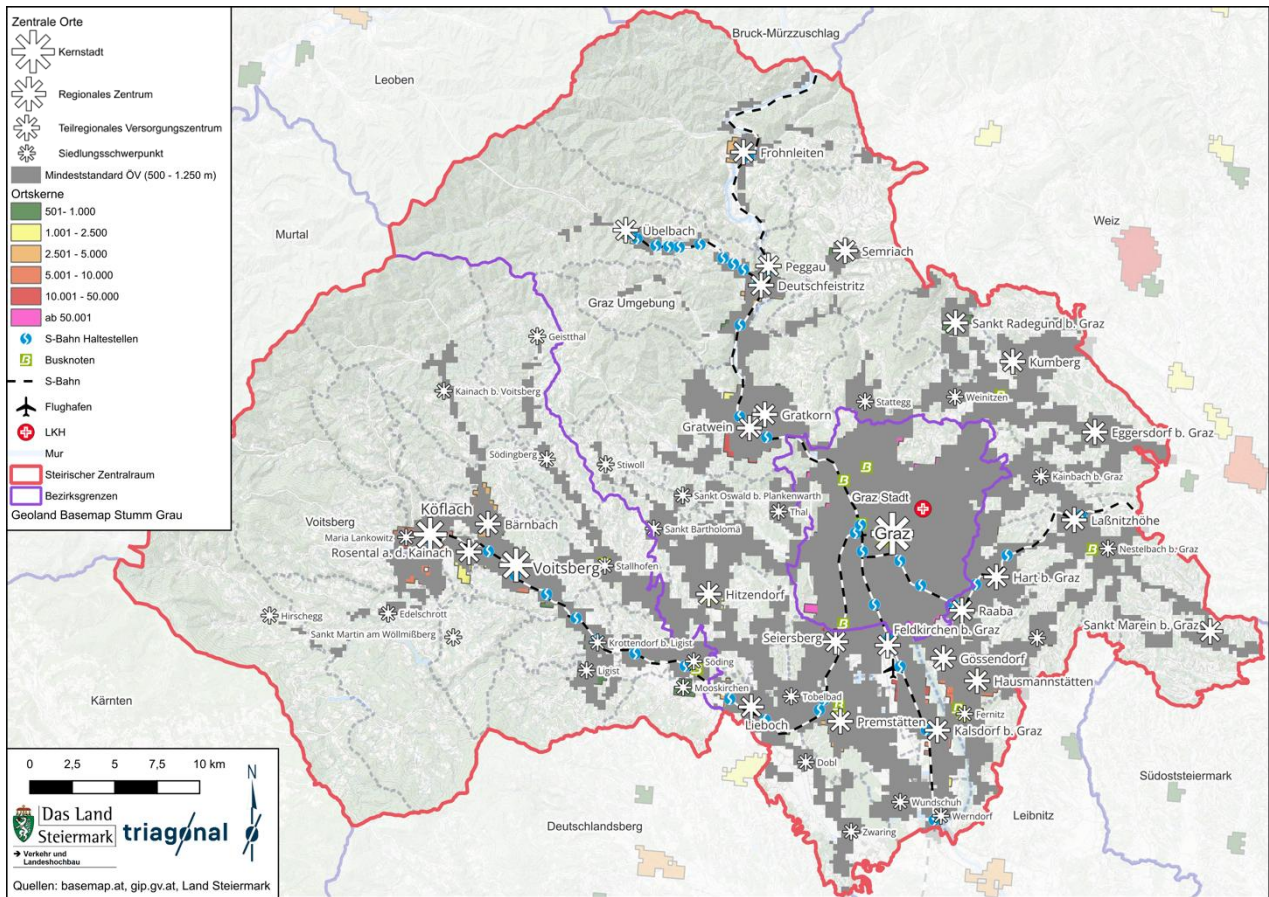 Zentrale Orte
Kernstadt
Regionales Zentrum
Teilregionales Versorgungszentrum
Siedlungsschwerpunkt
Mindeststandard ÖV (500 - 1.250 m)
Ortskerne
501- 1.000
1.001 - 2.500
2.501 - 5.000
5.001 - 10.000
10.001 - 50.000
ab 50.001
S-Bahn Haltestellen
Busknoten
S-Bahn
Flughafen
LKH
Mur
Steirischer Zentralraum
Bezirksgrenzen
Geoland Basemap Stumm Grau
Bruck-Mürzzuschlag
Leoben
Frohnleiten
Weiz
Murtal
Übelbach
Semriach
Peggau
Deutschfeistritz
Graz Umgebung
Sankt Radegund b. Graz
Geistthal
Kumberg
Kainach b. Voitsberg
Stattegg
Weinitzen
Gratkorn
Gratwein
Eggersdorf b. Graz
Södingberg
Stiwoll
Kainbach b. Graz
Sankt Oswald b. Plankenwarth
Graz Stadt
Thal
Köflach
Voitsberg
Bärnbach
Sankt Bartholomä
Laßnitzhöhe
Maria Lankowitz
Graz
Rosental a. d. Kainach
Nestelbach b. Graz
Voitsberg
Stallhofen
Hart b. Graz
Hitzendorf
Raaba
Hirschegg
Edelschrott
Sankt Martin am Wöllmißberg
Sankt Marein b. Graz
Krottendorf b. Ligist
Seiersberg
Feldkirchen b. Graz
Gössendorf
Söding
Ligist
Mooskirchen
Hausmannstätten
Tobelbad
Kärnten
Lieboch
Premstätten
Fernitz
Kalsdorf b. Graz
Dobl
Südoststeiermark
Wundschuh
Werndorf
Leibnitz
Zwaring
Deutschlandsberg
0 2,5 5 7,5 10 km
N
Das Land
Steiermark
➔ Verkehr und
Landeshochbau
triagonal
Quellen: basemap.at, gip.gv.at, Land Steiermark